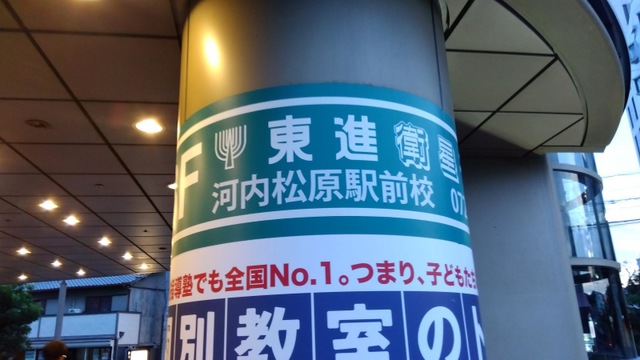 F 東進衛
河内松原駅前校 07
導塾でも全国No.1。つまり、子どもた
別教室の